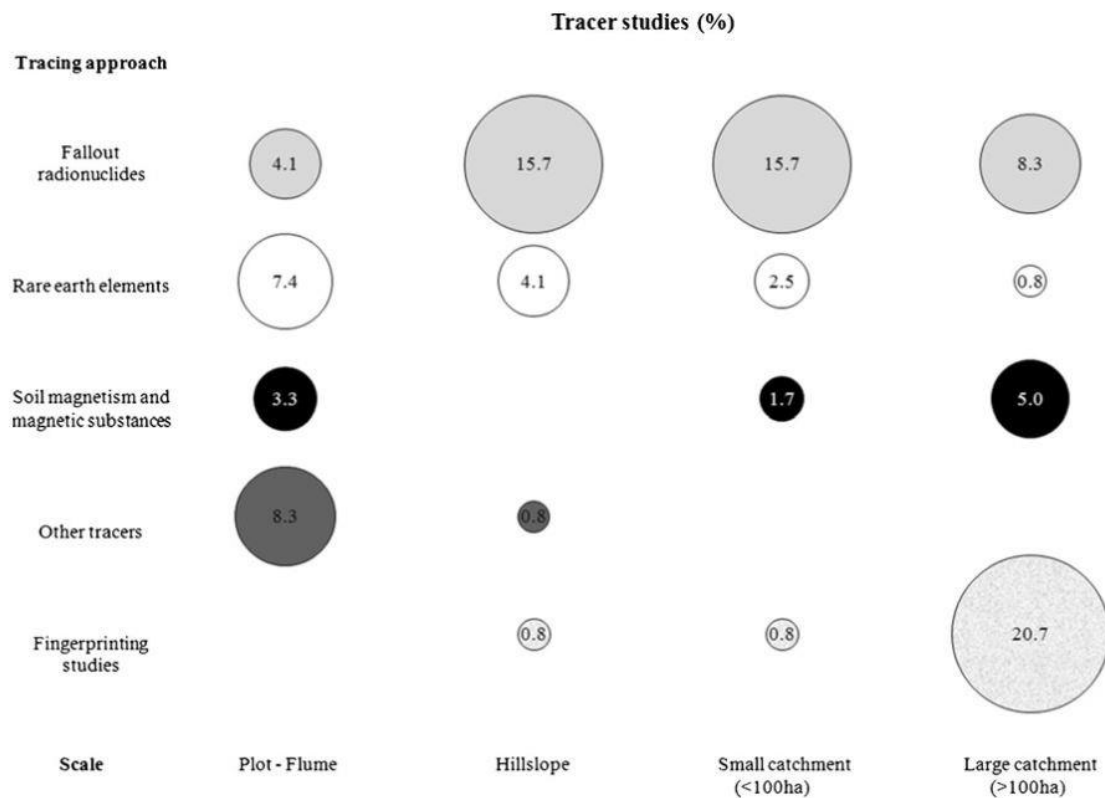 Tracer studies (%)
Tracing approach
Fallout
radionuclides
4.1
15.7
15.7
8.3
Rare earth elements
7.4
4.1
2.5
0.8
Soil magnetism and
magnetic substances
3.3
1.7
5.0
Other tracers
8.3
0.8
Fingerprinting
studies
0.8
0.8
20.7
Scale
Plot - Flume
Hillslope
Small catchment
(<100ha)
Large catchment
(>100ha)